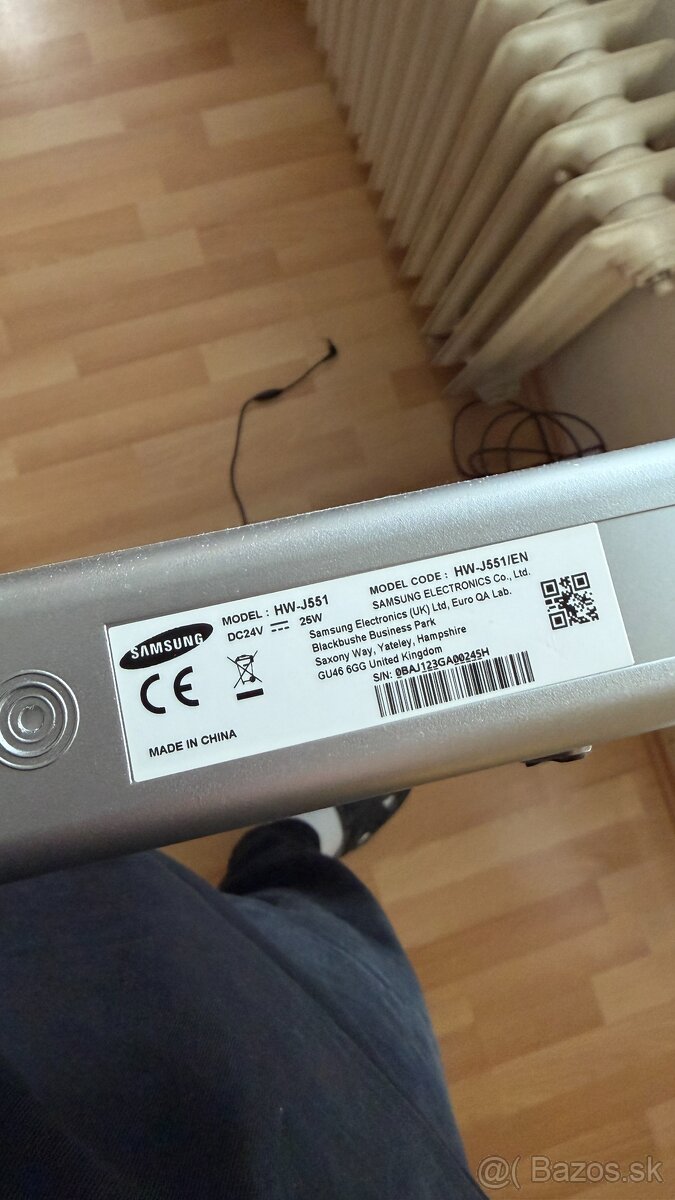 SAMSUNG
MODEL : HW-J551
DC24V 25W
MODEL CODE : HW-J551/EN
SAMSUNG ELECTRONICS Co., Ltd.
Samsung Electronics (UK) Ltd, Euro QA Lab.
Blackbushe Business Park
Saxony Way, Yateley, Hampshire
GU46 6GG United Kingdom
S/N: 0BAJ123GA00245H
CE
MADE IN CHINA
@( Bazos.sk